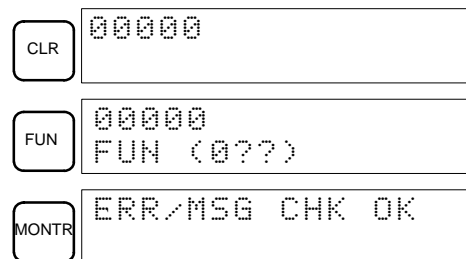 CLR
00000
FUN
00000
FUN (0??)
MONTR
ERR/MSG CHK OK